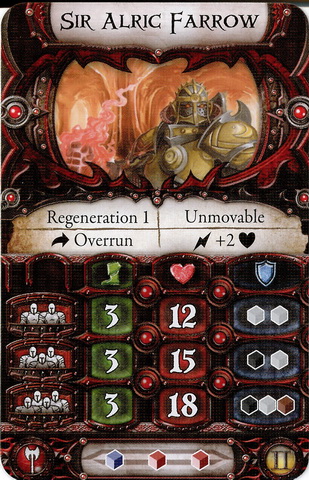 SIR ALRIC FARROW
Regeneration 1 Unmovable
Overrun +2
3 12
3 15
3 18
II